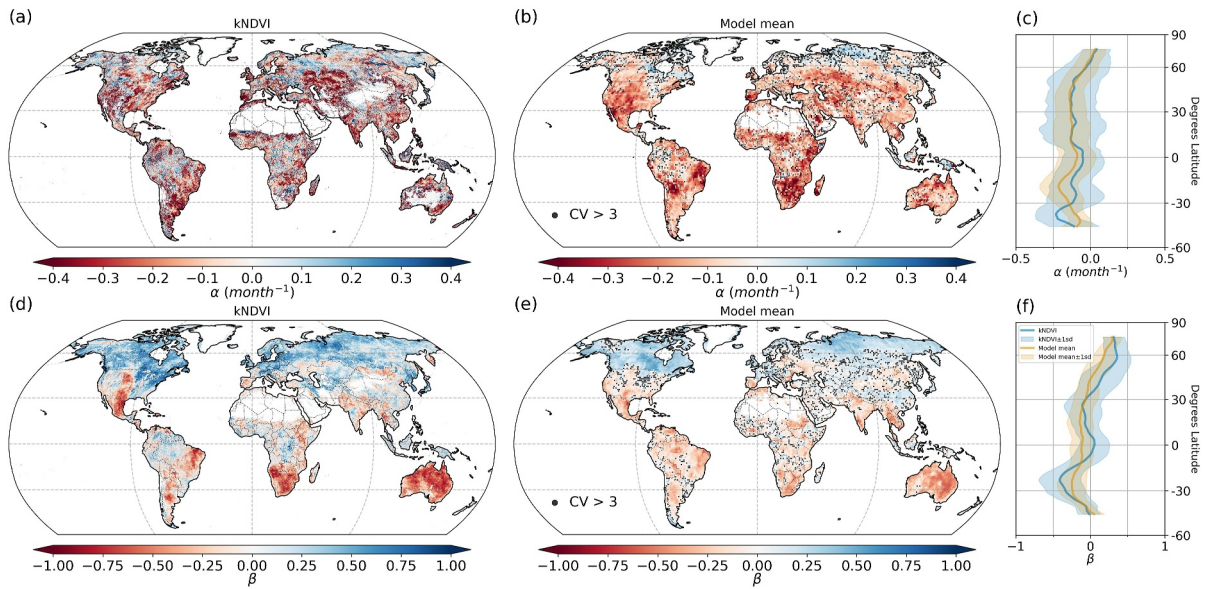 (a)
kNDVI
−0.4 −0.3 −0.2 −0.1 0.0 0.1 0.2 0.3 0.4
α (month⁻¹)
(b)
Model mean
CV > 3
−0.4 −0.3 −0.2 −0.1 0.0 0.1 0.2 0.3 0.4
α (month⁻¹)
(c)
90
60
30
0
-30
-60
Degrees Latitude
−0.5 0.0 0.5
α (month⁻¹)
(d)
kNDVI
−1.00 −0.75 −0.50 −0.25 0.00 0.25 0.50 0.75 1.00
β
(e)
Model mean
CV > 3
−1.00 −0.75 −0.50 −0.25 0.00 0.25 0.50 0.75 1.00
β
(f)
kNDVI
kNDVI±1sd
Model mean
Model mean±1sd
90
60
30
0
-30
-60
Degrees Latitude
−1 0 1
β